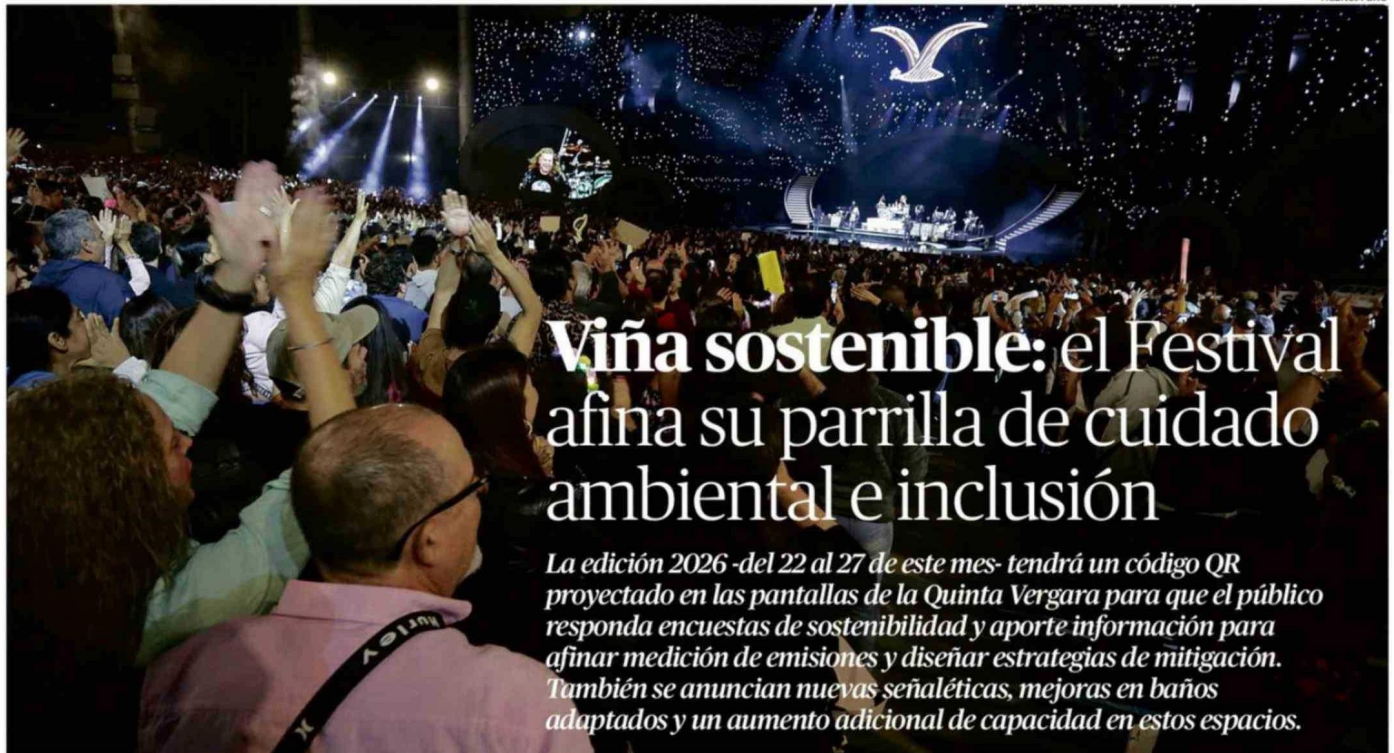 Viña sostenible: el Festival
afina su parrilla de cuidado
ambiental e inclusión
La edición 2026 -del 22 al 27 de este mes- tendrá un código QR
proyectado en las pantallas de la Quinta Vergara para que el público
responda encuestas de sostenibilidad y aporte información para
afinar medición de emisiones y diseñar estrategias de mitigación.
También se anuncian nuevas señaléticas, mejoras en baños
adaptados y un aumento adicional de capacidad en estos espacios.
Hurley